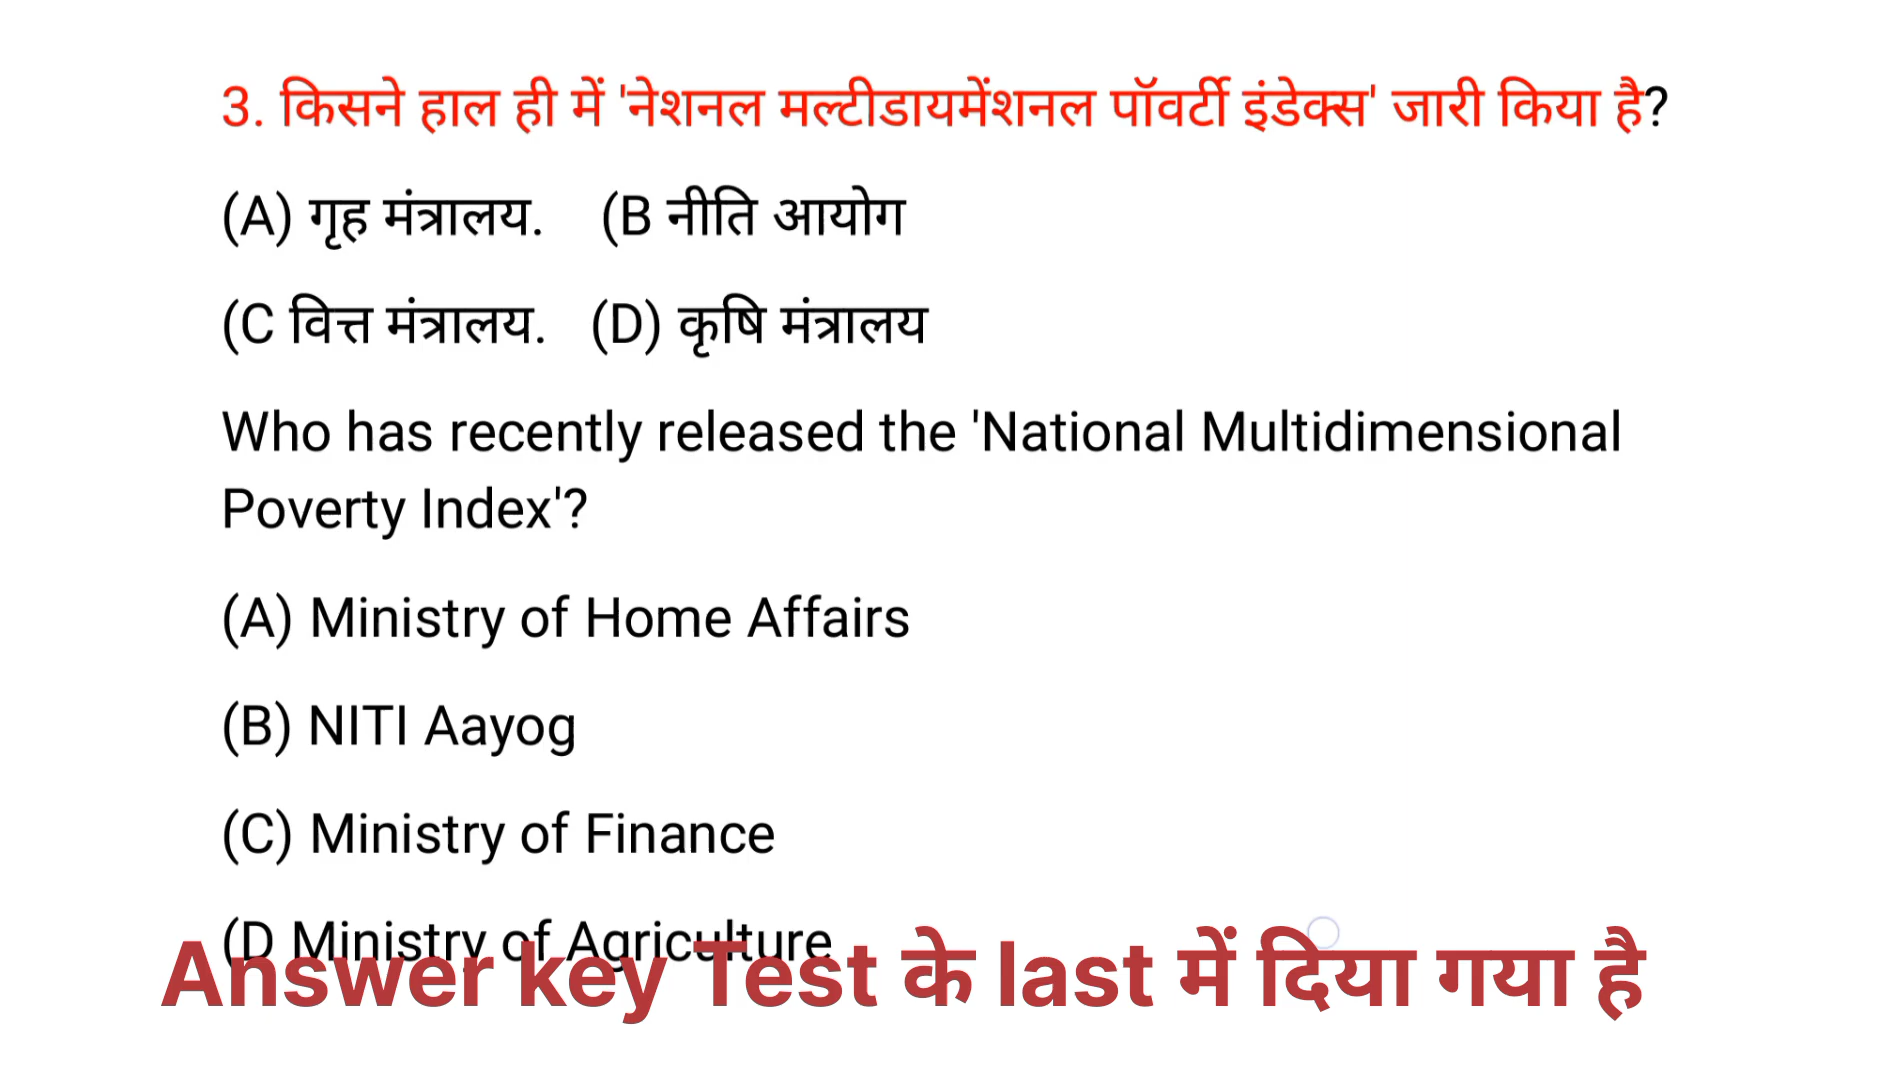 3. किसने हाल ही में 'नेशनल मल्टीडायमेंशनल पॉवर्टी इंडेक्स' जारी किया है?
(A) गृह मंत्रालय. (B नीति आयोग
(C वित्त मंत्रालय. (D) कृषि मंत्रालय
Who has recently released the 'National Multidimensional
Poverty Index'?
(A) Ministry of Home Affairs
(B) NITI Aayog
(C) Ministry of Finance
(D Ministry of Agriculture
Answer key Test के last में दिया गया है